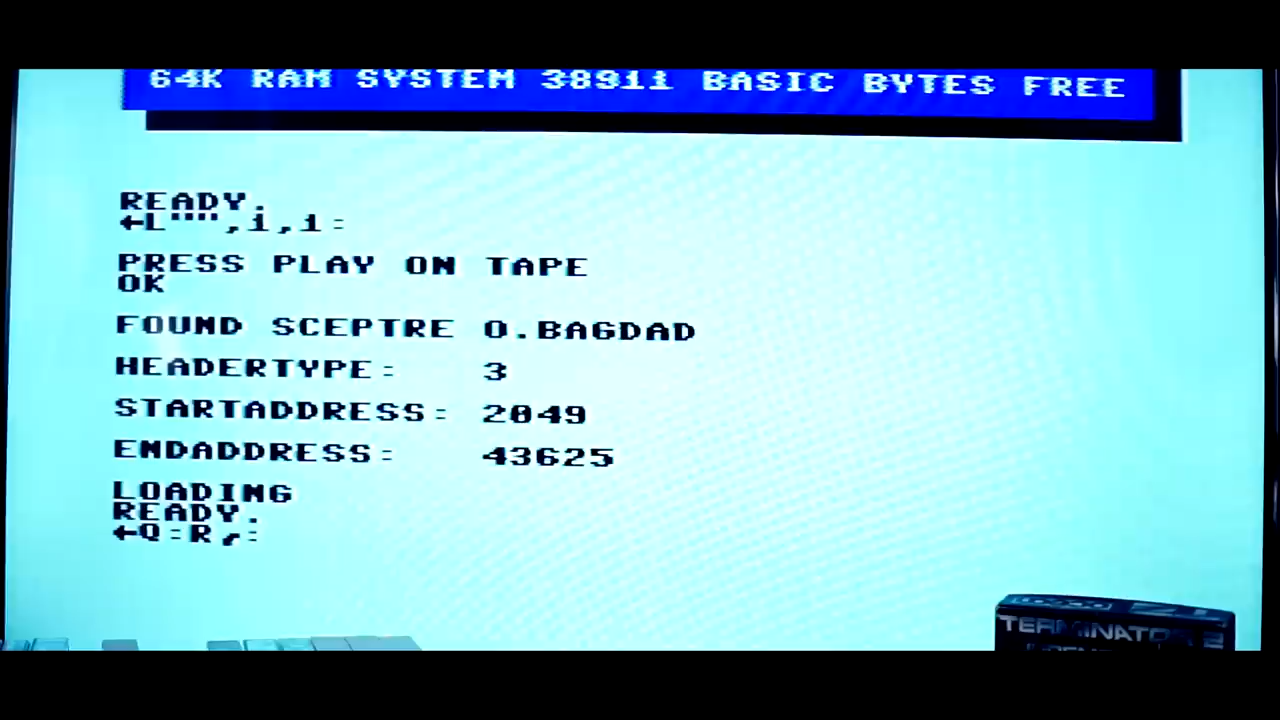 64K RAM SYSTEM 38911 BASIC BYTES FREE
READY.
←L"",1,1:
PRESS PLAY ON TAPE
OK
FOUND SCEPTRE O.BAGDAD
HEADERTYPE: 3
STARTADDRESS: 2049
ENDADDRESS: 43625
LOADING
READY.
←Q:R
TERMINATOR